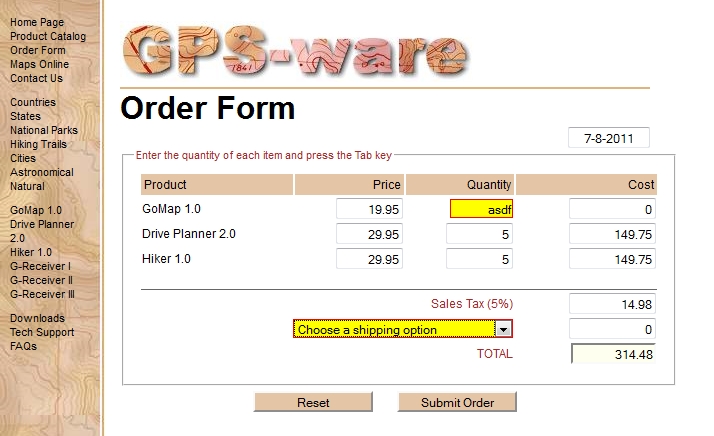 Home Page
Product Catalog
Order Form
Maps Online
Contact Us
Countries
States
National Parks
Hiking Trails
Cities
Astronomical
Natural
GoMap 1.0
Drive Planner
2.0
Hiker 1.0
G-Receiver I
G-Receiver II
G-Receiver III
Downloads
Tech Support
FAQs
GPS-ware
1841
Order Form
7-8-2011
Enter the quantity of each item and press the Tab key
Product Price Quantity Cost
GoMap 1.0 19.95 asdf 0
Drive Planner 2.0 29.95 5 149.75
Hiker 1.0 29.95 5 149.75
Sales Tax (5%) 14.98
Choose a shipping option 0
TOTAL 314.48
Reset Submit Order